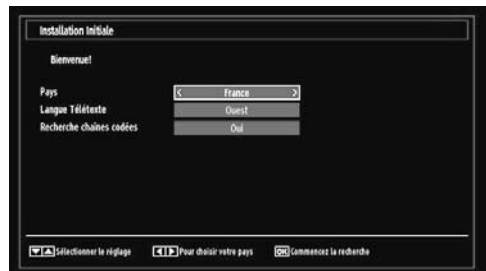 Installation Initiale
Bienvenue!
Pays < France >
Langue Télétexte Ouest
Recherche chaînes codées Oui
Sélectionner le réglage Pour choisir votre pays OK Commencez la recherche